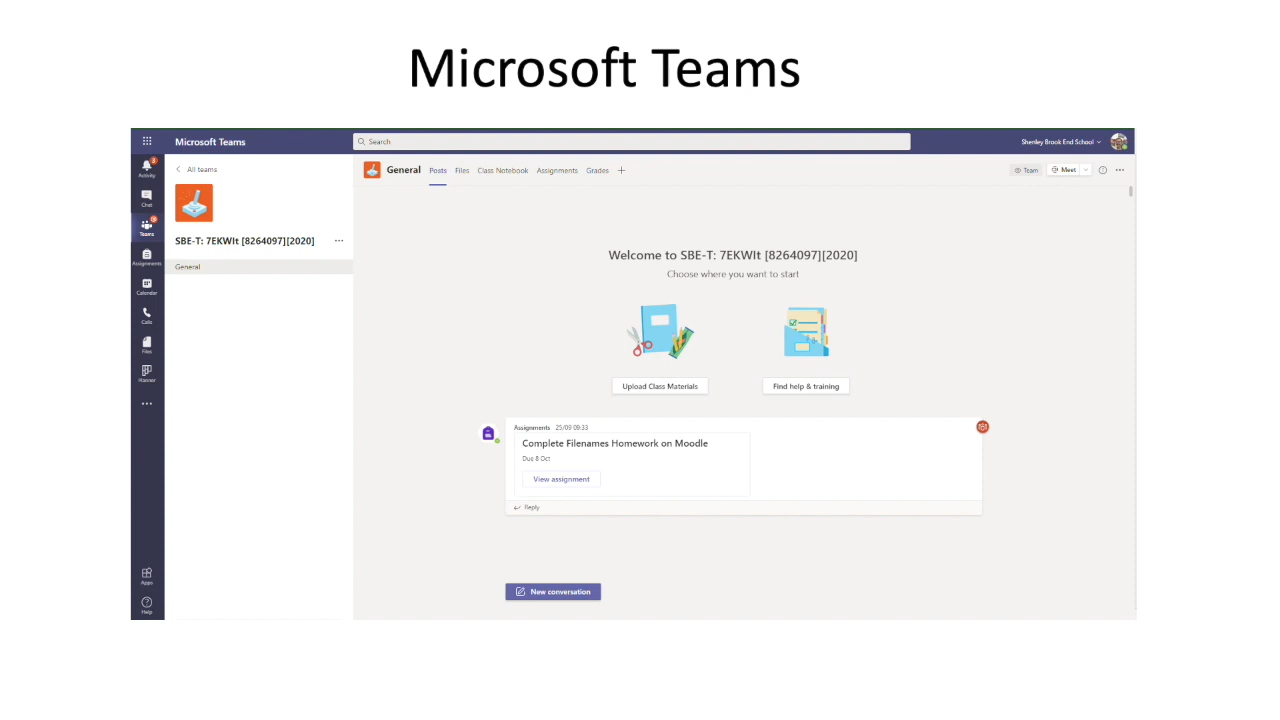 Microsoft Teams
Microsoft Teams
Search
Shenley Brook End School
Activity
Chat
Teams
Assignments
Calendar
Calls
Files
Planner
Apps
Help
All teams
SBE-T: 7EKWIt [8264097][2020]
General
General Posts Files Class Notebook Assignments Grades
Team Meet
Welcome to SBE-T: 7EKWIt [8264097][2020]
Choose where you want to start
Upload Class Materials
Find help & training
Assignments 25/09 09:33
Complete Filenames Homework on Moodle
Due 8 Oct
View assignment
Reply
New conversation